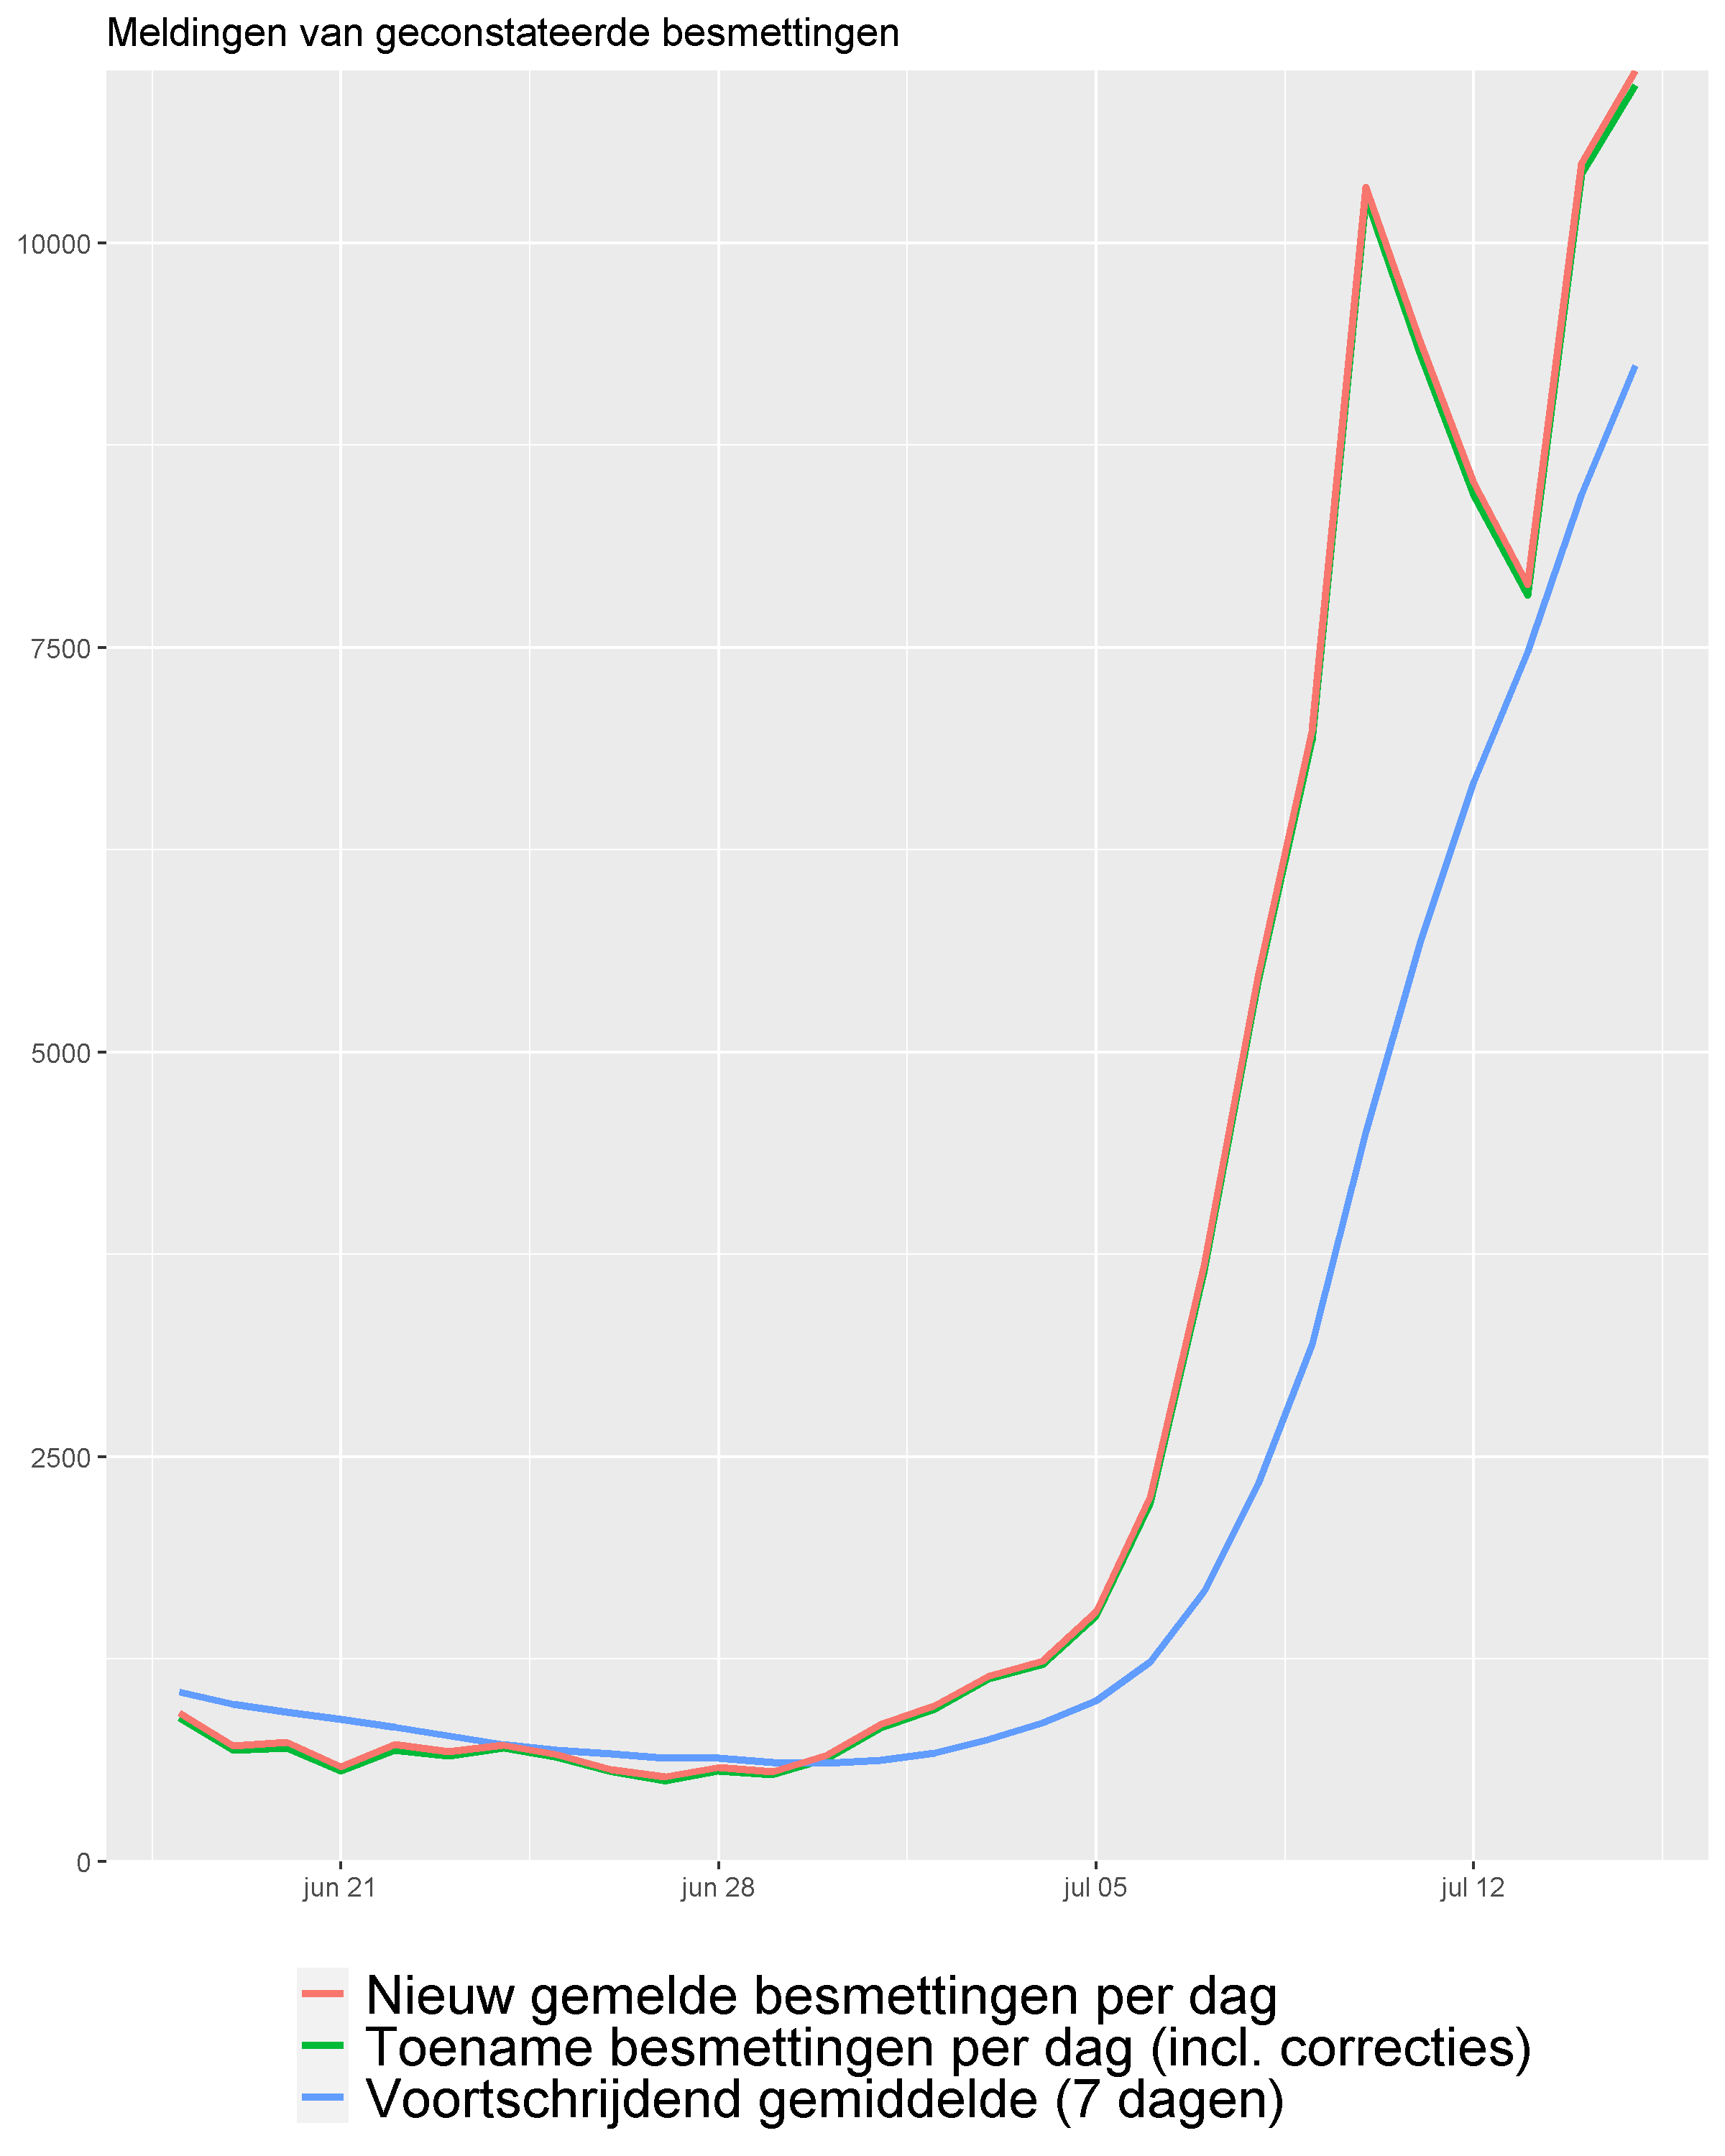 Meldingen van geconstateerde besmettingen
10000
7500
5000
2500
0
jun 21
jun 28
jul 05
jul 12
Nieuw gemelde besmettingen per dag
Toename besmettingen per dag (incl. correcties)
Voortschrijdend gemiddelde (7 dagen)